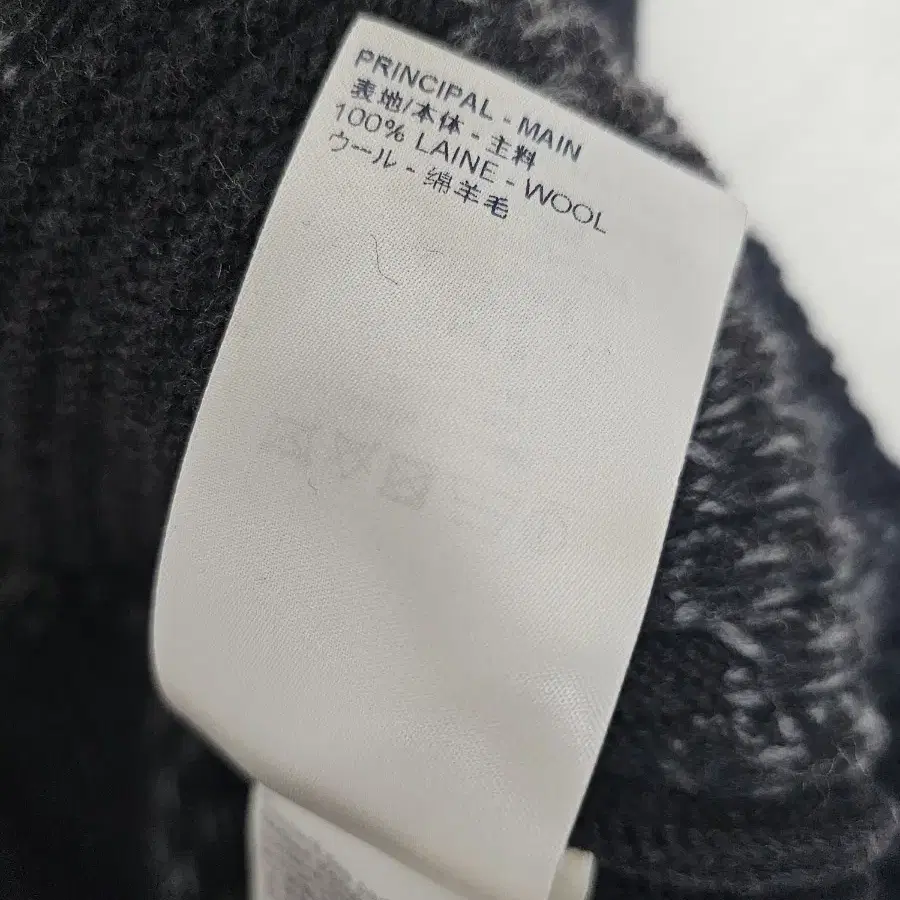 PRINCIPAL - MAIN
表地/本体 - 主料
100% LAINE - WOOL
ウール - 绵羊毛